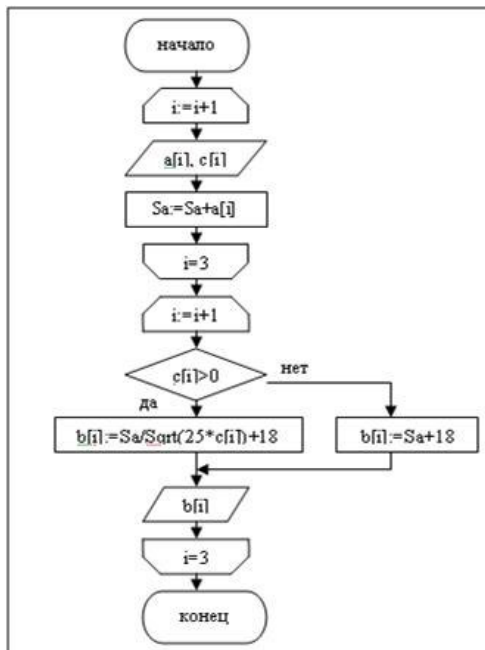 начало
i:=i+1
a[i], c[i]
Sa:=Sa+a[i]
i=3
i:=i+1
c[i]>0
нет
да
b[i]:=Sa/Sqrt(25*c[i])+18
b[i]:=Sa+18
b[i]
i=3
конец